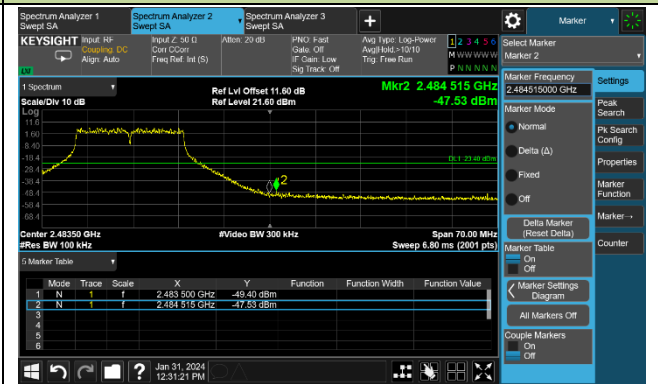 Spectrum Analyzer 1
Swept SA
Spectrum Analyzer 2
Swept SA
Spectrum Analyzer 3
Swept SA
Marker
KEYSIGHT
Input: RF
Coupling: DC
Align: Auto
Input Z: 50 Ω
Corr CCorr
Freq Ref: Int (S)
Atten: 20 dB
PNO: Fast
Gate: Off
IF Gain: Low
Sig Track: Off
Avg Type: Log-Power
Avg|Hold:>10/10
Trig: Free Run
1 2 3 4 5 6
M W W W W W
P N N N N N
Select Marker
Marker 2
1 Spectrum
Scale/Div 10 dB
Log
Ref Lvl Offset 11.60 dB
Ref Level 21.60 dBm
Mkr2 2.484 515 GHz
-47.53 dBm
11.6
1.60
-8.40
-18.4
-28.4
-38.4
-48.4
-58.4
-68.4
2
Center 2.48350 GHz
#Res BW 100 kHz
#Video BW 300 kHz
Span 70.00 MHz
Sweep 6.80 ms (2001 pts)
5 Marker Table
Mode Trace Scale X Y Function Function Width Function Value
1 N 1 f 2.483 500 GHz -49.40 dBm
2 N 1 f 2.484 515 GHz -47.53 dBm
3
4
5
6
Marker Frequency
2.484515000 GHz
Marker Mode
Normal
Delta (Δ)
Fixed
Off
Delta Marker
(Reset Delta)
Marker Table
On
Off
Marker Settings
Diagram
All Markers Off
Couple Markers
On
Off
Settings
Peak
Search
Pk Search
Config
Properties
Marker
Function
Marker→
Counter
?
Jan 31, 2024
12:31:21 PM